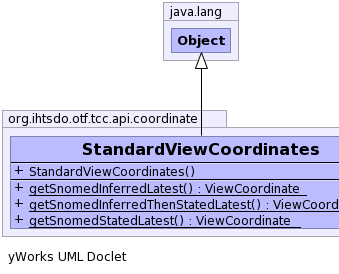 java.lang
Object
org.ihtsdo.otf.tcc.api.coordinate
StandardViewCoordinates
+ StandardViewCoordinates()
+ getSnomedInferredLatest() : ViewCoordinate
+ getSnomedInferredThenStatedLatest() : ViewCoord
+ getSnomedStatedLatest() : ViewCoordinate
yWorks UML Doclet